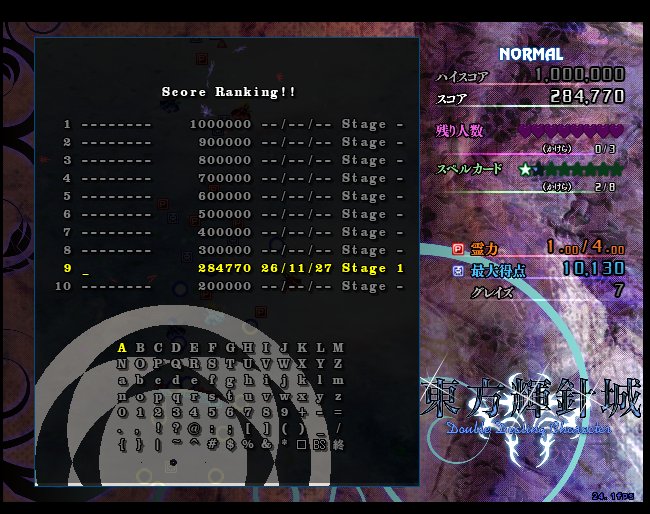 Score Ranking!!
1 -------- 1000000 --/--/-- Stage -
2 -------- 900000 --/--/-- Stage -
3 -------- 800000 --/--/-- Stage -
4 -------- 700000 --/--/-- Stage -
5 -------- 600000 --/--/-- Stage -
6 -------- 500000 --/--/-- Stage -
7 -------- 400000 --/--/-- Stage -
8 -------- 300000 --/--/-- Stage -
9 _ 284770 26/11/27 Stage 1
10 -------- 200000 --/--/-- Stage -
A B C D E F G H I J K L M
N O P Q R S T U V W X Y Z
a b c d e f g h i j k l m
n o p q r s t u v w x y z
0 1 2 3 4 5 6 7 8 9 + - =
. , ! ? @ : ; [ ] ( ) _ /
{ } | ~ ^ # $ % & * □ BS 終
NORMAL
ハイスコア 1,000,000
スコア 284,770
残り人数
(かけら) 0/3
スペルカード
(かけら) 2/8
P 霊力 1.00/4.00
最大得点 10,130
グレイズ 7
東方輝針城
Double Dealing Character
24.1fps